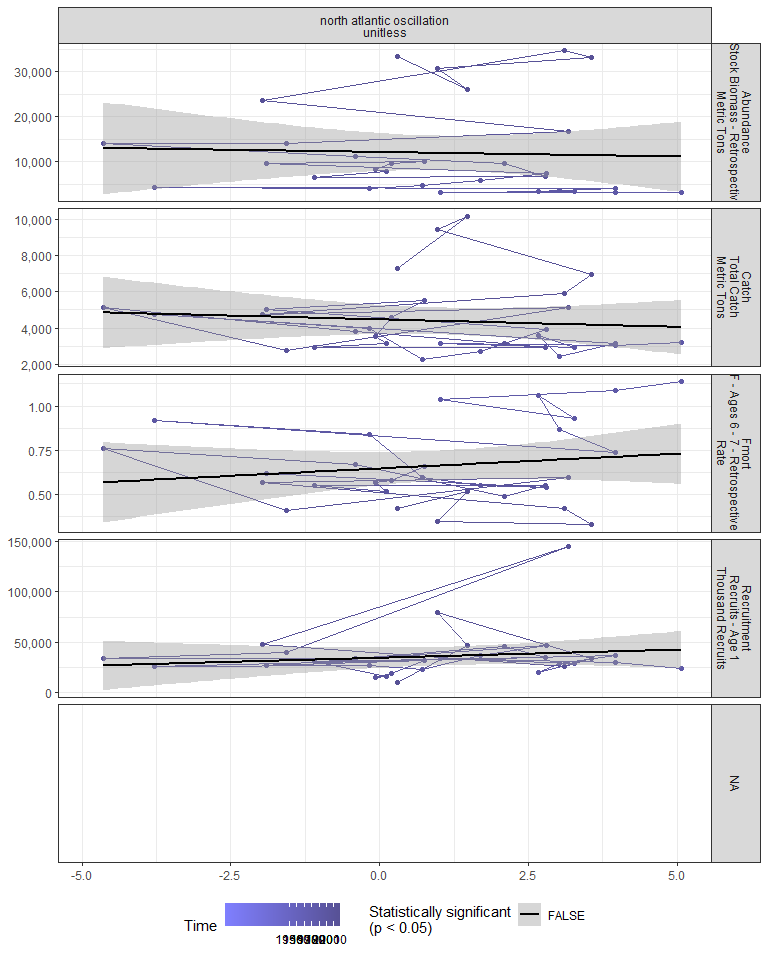 north atlantic oscillation
unitless
30,000
20,000
10,000
Abundance
Stock Biomass - Retrospectiv
Metric Tons
10,000
8,000
6,000
4,000
2,000
Catch
Total Catch
Metric Tons
1.00
0.75
0.50
Fmort
F - Ages 6 - 7 - Retrospective
Rate
150,000
100,000
50,000
0
Recruitment
Recruits - Age 1
Thousand Recruits
NA
-5.0
-2.5
0.0
2.5
5.0
Time
Statistically significant
(p < 0.05)
FALSE